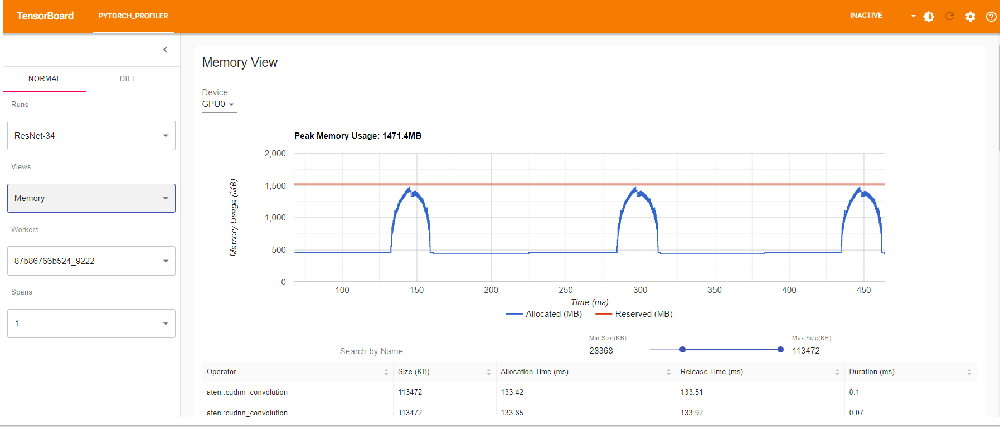 TensorBoard PYTORCH_PROFILER INACTIVE
NORMAL DIFF
Runs
ResNet-34
Views
Memory
Workers
87b86766b524_9222
Spans
1
Memory View
Device
GPU0
Peak Memory Usage: 1471.4MB
Memory Usage (MB)
2,000
1,500
1,000
500
0
100 150 200 250 300 350 400 450
Time (ms)
Allocated (MB) Reserved (MB)
Search by Name
Min Size(KB)
28368
Max Size(KB)
113472
Operator Size (KB) Allocation Time (ms) Release Time (ms) Duration (ms)
aten::cudnn_convolution 113472 133.42 133.51 0.1
aten::cudnn_convolution 113472 133.85 133.92 0.07